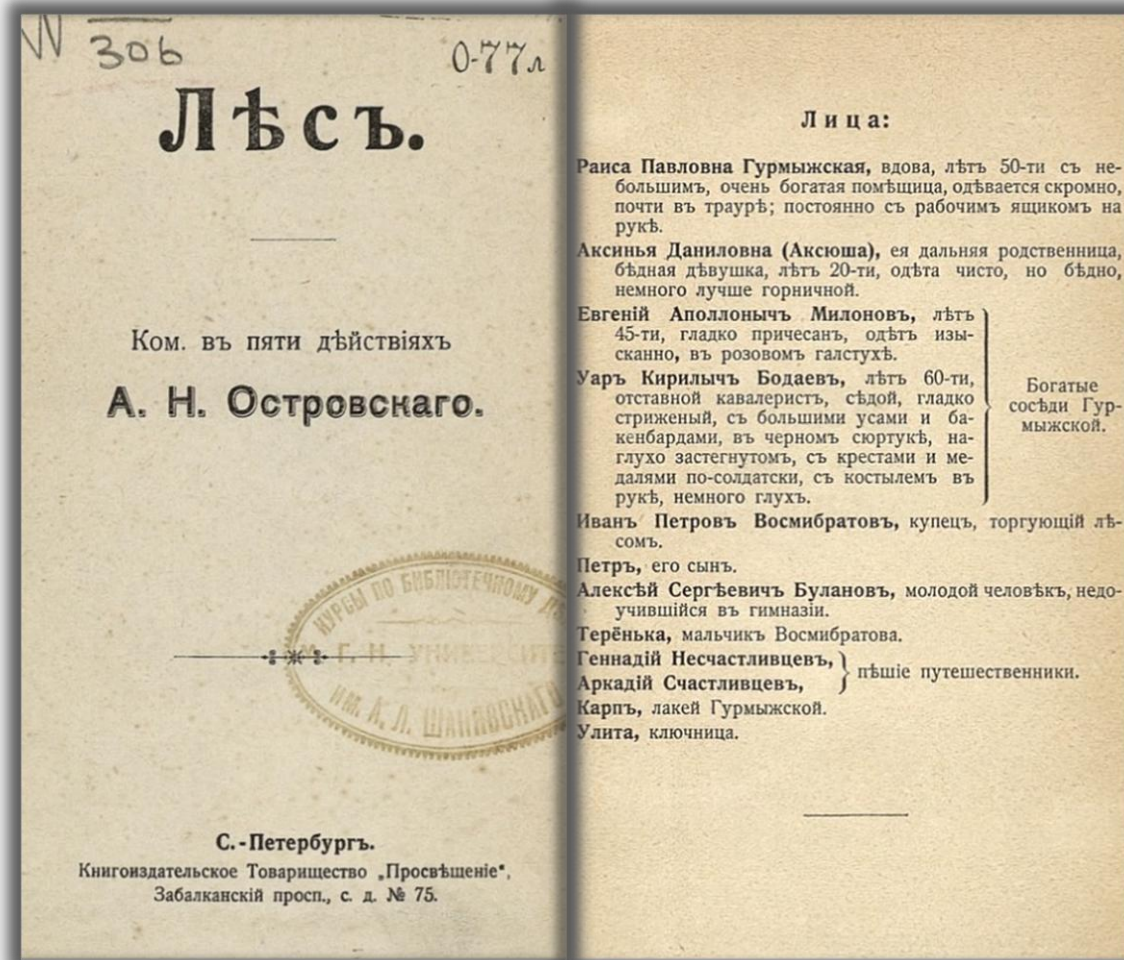 306
О-77л
Лѣсъ.
Ком. въ пяти дѣйствіяхъ
А. Н. Островскаго.
КУРСЫ ПО БИБЛІОТЕЧНОМУ
ИМ. А. Л. ШАНЯВСКАГО
С.-Петербургъ.
Книгоиздательское Товарищество „Просвѣщеніе“,
Забалканскій просп., с. д. № 75.
Лица:
Раиса Павловна Гурмыжская, вдова, лѣтъ 50-ти съ не-
большимъ, очень богатая помѣщица, одѣвается скромно,
почти въ траурѣ; постоянно съ рабочимъ ящикомъ на
рукѣ.
Аксинья Даниловна (Аксюша), ея дальняя родственница,
бѣдная дѣвушка, лѣтъ 20-ти, одѣта чисто, но бѣдно,
немного лучше горничной.
Евгеній Аполлонычъ Милоновъ, лѣтъ
45-ти, гладко причесанъ, одѣтъ изы-
сканно, въ розовомъ галстухѣ.
Уаръ Кирилычъ Бодаевъ, лѣтъ 60-ти,
отставной кавалеристъ, сѣдой, гладко
стриженый, съ большими усами и ба-
кенбардами, въ черномъ сюртукѣ, на-
глухо застегнутомъ, съ крестами и ме-
далями по-солдатски, съ костылемъ въ
рукѣ, немного глухъ.
Богатые
сосѣди Гур-
мыжской.
Иванъ Петровъ Восмибратовъ, купецъ, торгующій лѣ-
сомъ.
Петръ, его сынъ.
Алексѣй Сергѣевичъ Булановъ, молодой человѣкъ, недо-
учившійся въ гимназіи.
Терёнька, мальчикъ Восмибратова.
Геннадій Несчастливцевъ,
Аркадій Счастливцевъ,
пѣшіе путешественники.
Карпъ, лакей Гурмыжской.
Улита, ключница.